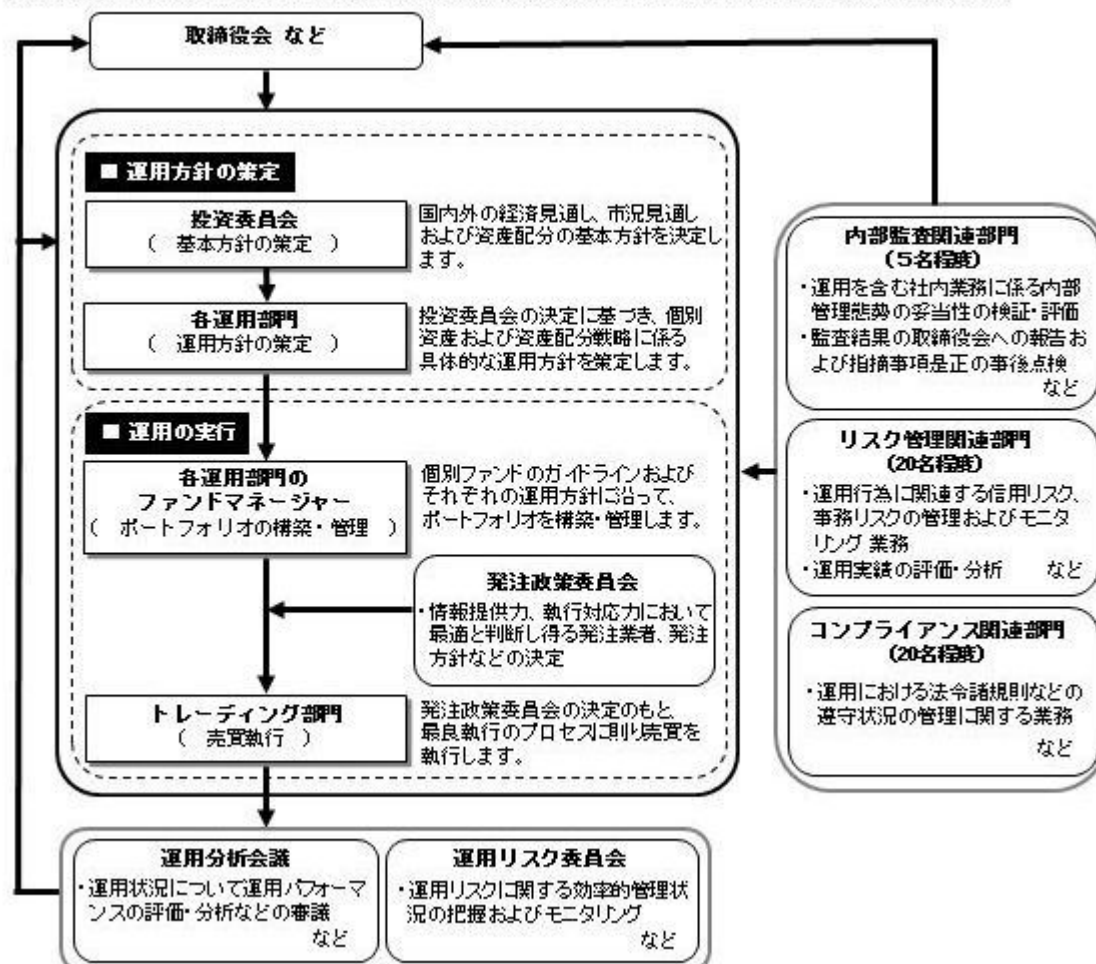 取締役会 など
■ 運用方針の策定
投資委員会
( 基本方針の策定 )
国内外の経済見通し、市況見通し
および資産配分の基本方針を決定し
ます。
各運用部門
( 運用方針の策定 )
投資委員会の決定に基づき、個別
資産および資産配分戦略に係る
具体的な運用方針を策定します。
■ 運用の実行
各運用部門の
ファンドマネージャー
( ポートフォリオの構築・管理 )
個別ファンドのガイドラインおよび
それぞれの運用方針に沿って、
ポートフォリオを構築・管理します。
発注政策委員会
・情報提供力、執行対応力において
最適と判断し得る発注業者、発注
方針などの決定
トレーディング部門
( 売買執行 )
発注政策委員会の決定のもと、
最良執行のプロセスに則り売買を
執行します。
運用分析会議
・運用状況について運用パフォーマ
ンスの評価・分析などの審議
など
運用リスク委員会
・運用リスクに関する効率的管理状
況の把握およびモニタリング
など
内部監査関連部門
(5名程度)
・運用を含む社内業務に係る内部
管理態勢の妥当性の検証・評価
・監査結果の取締役会への報告お
よび指摘事項是正の事後点検
など
リスク管理関連部門
(20名程度)
・運用行為に関連する信用リスク、
事務リスクの管理およびモニタ
リング 業務
・運用実績の評価・分析 など
コンプライアンス関連部門
(20名程度)
・運用における法令諸規則などの
遵守状況の管理に関する業務
など